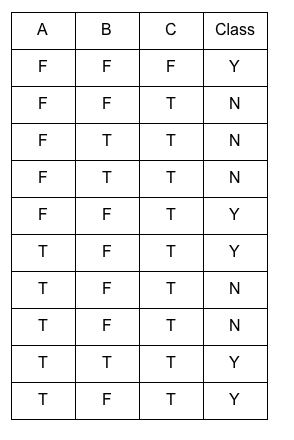 A B C Class
F F F Y
F F T N
F T T N
F T T N
F F T Y
T F T Y
T F T N
T F T N
T T T Y
T F T Y